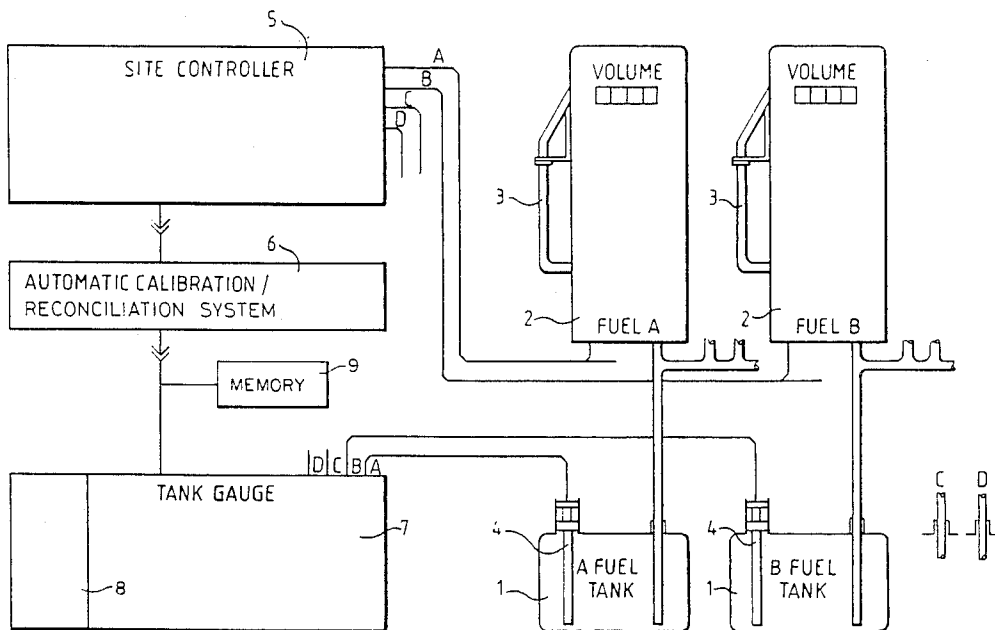 5
SITE CONTROLLER
A
B
C
D
VOLUME
VOLUME
3
3
6
AUTOMATIC CALIBRATION /
RECONCILIATION SYSTEM
2
FUEL A
2
FUEL B
9
MEMORY
D C B A
TANK GAUGE
7
8
4
A FUEL
TANK
1
4
B FUEL
TANK
1
C
D